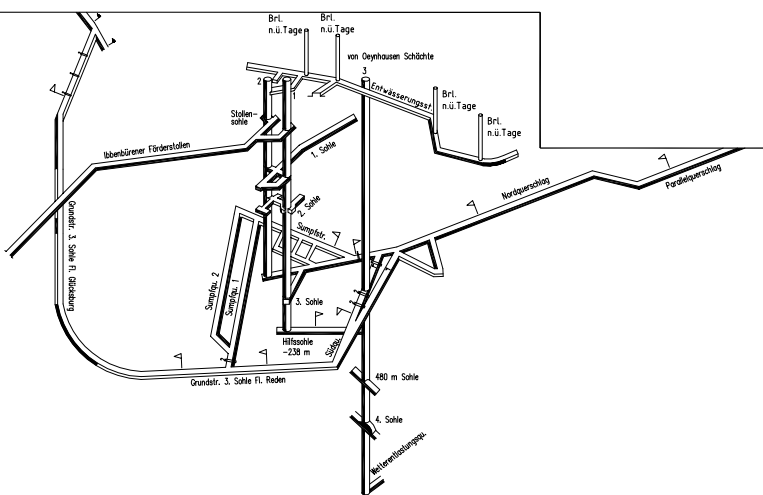 Brl.
n.ü.Tage
Brl.
n.ü.Tage
von Oeynhausen Schächte
2
1
3
Entwässerungsst.
Brl.
n.ü.Tage
Brl.
n.ü.Tage
Stollen-
sohle
Ibbenbürener Förderstollen
1. Sohle
2. Sohle
Nordquerschlag
Parallelquerschlag
Grundstr. 3. Sohle Fl. Glücksburg
Sumpfstr.
Sumpfqu. 2
Sumpfqu. 1
3. Sohle
Hilfssohle
-238 m
Südqu.
Grundstr. 3. Sohle Fl. Reden
480 m Sohle
4. Sohle
Wetterentlastungsqu.